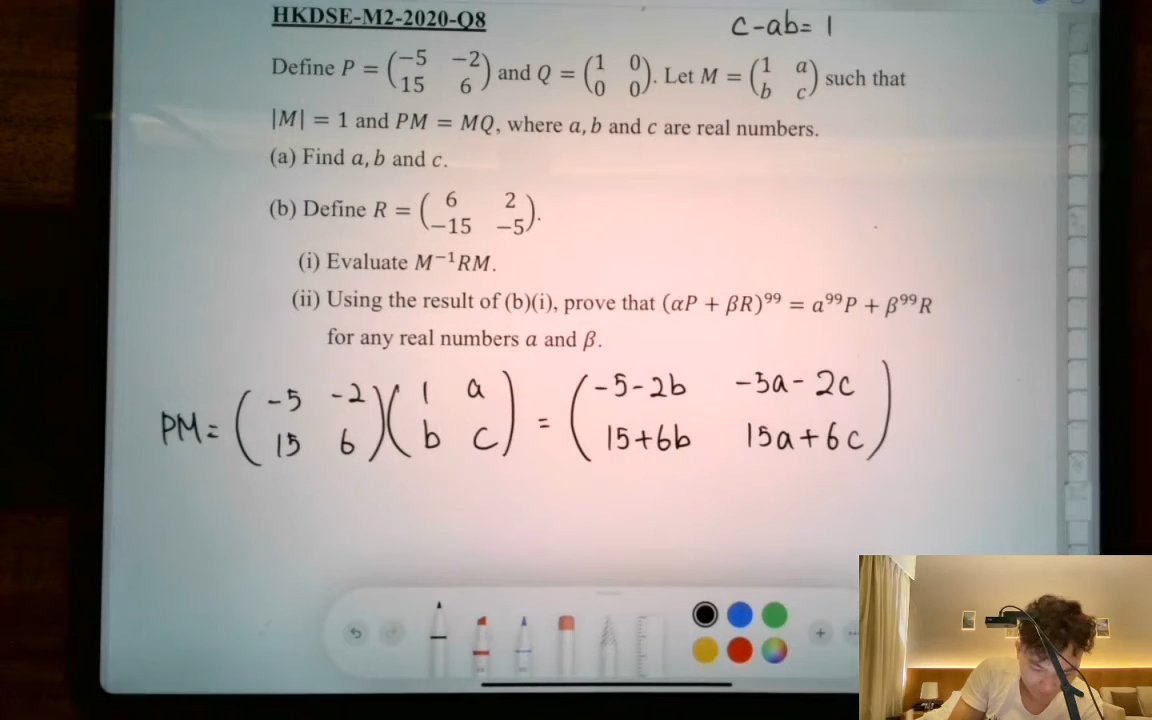 HKDSE-M2-2020-Q8
c-ab= 1
Define P = (−5 −2 15 6) and Q = (1 0 0 0). Let M = (1 a b c) such that
|M| = 1 and PM = MQ, where a, b and c are real numbers.
(a) Find a, b and c.
(b) Define R = (6 2 −15 −5).
(i) Evaluate M⁻¹RM.
(ii) Using the result of (b)(i), prove that (αP + βR)⁹⁹ = a⁹⁹P + β⁹⁹R
for any real numbers a and β.
PM= (-5 -2 15 6)(1 a b c) = (-5-2b -5a-2c 15+6b 15a+6c)